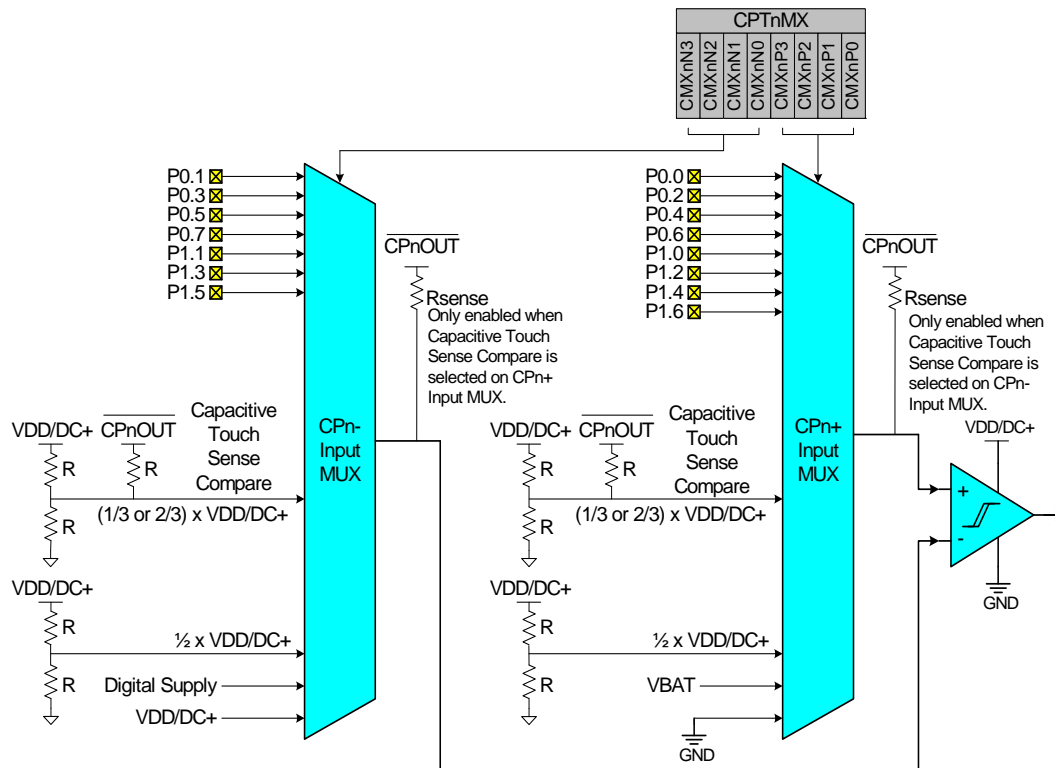 CPTnMX
CMXnN3
CMXnN2
CMXnN1
CMXnN0
CMXnP3
CMXnP2
CMXnP1
CMXnP0
P0.1
P0.3
P0.5
P0.7
P1.1
P1.3
P1.5
CPnOUT
Rsense
Only enabled when
Capacitive Touch
Sense Compare is
selected on CPn+
Input MUX.
VDD/DC+
CPnOUT
R
R
R
Capacitive
Touch
Sense
Compare
(1/3 or 2/3) x VDD/DC+
CPn-
Input
MUX
VDD/DC+
R
R
½ x VDD/DC+
Digital Supply
VDD/DC+
P0.0
P0.2
P0.4
P0.6
P1.0
P1.2
P1.4
P1.6
CPnOUT
Rsense
Only enabled when
Capacitive Touch
Sense Compare is
selected on CPn-
Input MUX.
VDD/DC+
CPnOUT
R
R
R
Capacitive
Touch
Sense
Compare
(1/3 or 2/3) x VDD/DC+
CPn+
Input
MUX
VDD/DC+
R
R
½ x VDD/DC+
VBAT
GND
VDD/DC+
+
-
GND